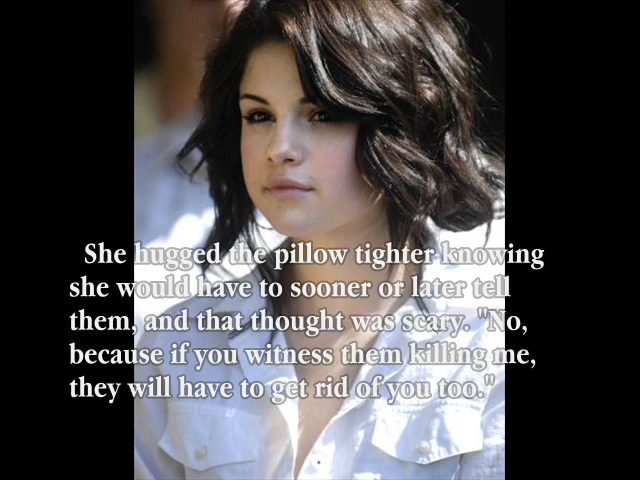 She hugged the pillow tighter knowing
she would have to sooner or later tell
them, and that thought was scary. "No,
because if you witness them killing me,
they will have to get rid of you too."